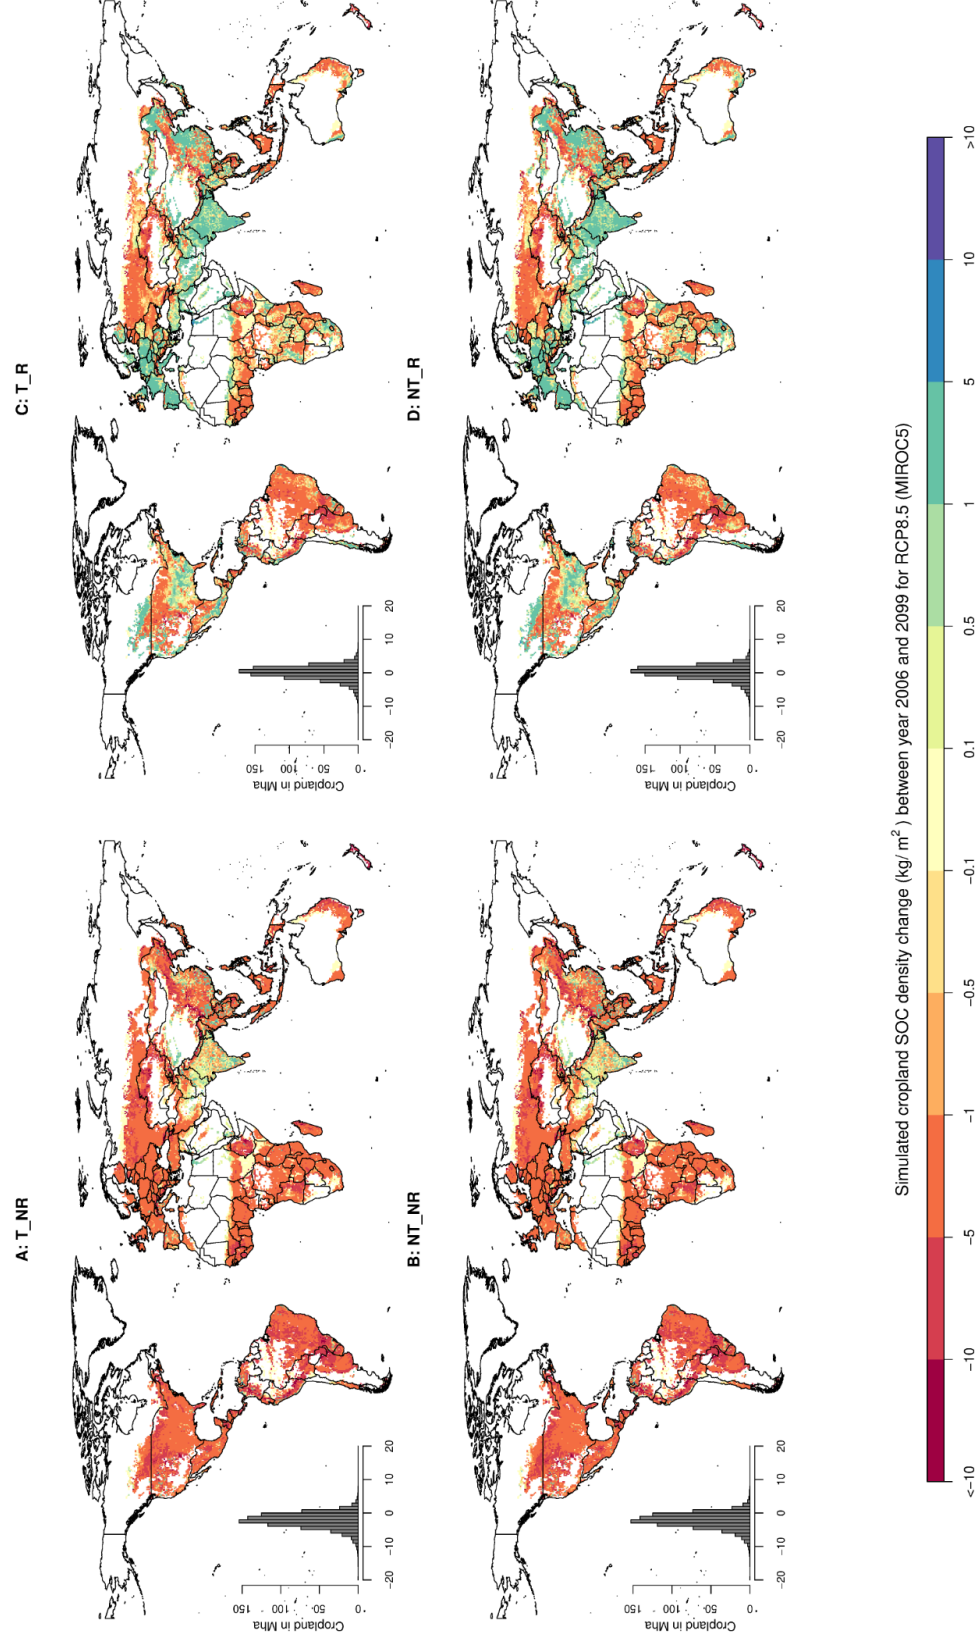 A: T_NR
Cropland in Mha
0 50 100 150
−20 −10 0 10 20
C: T_R
Cropland in Mha
0 50 100 150
−20 −10 0 10 20
B: NT_NR
Cropland in Mha
0 50 100 150
−20 −10 0 10 20
D: NT_R
Cropland in Mha
0 50 100 150
−20 −10 0 10 20
Simulated cropland SOC density change (kg/ m²) between year 2006 and 2099 for RCP8.5 (MIROC5)
<−10 −10 −5 −1 −0.5 −0.1 0.1 0.5 1 5 10 >10